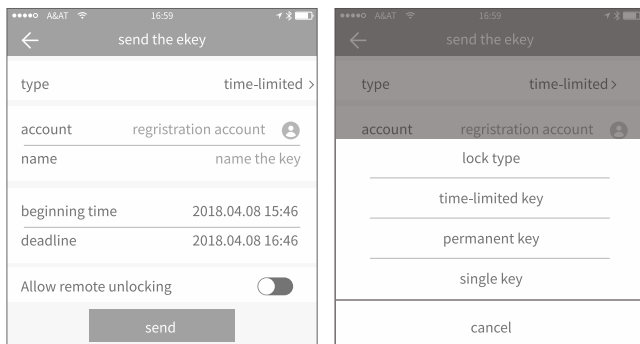 ●●●●○ A&AT 16:59
send the ekey
type time-limited >
account regristration account
name name the key
beginning time 2018.04.08 15:46
deadline 2018.04.08 16:46
Allow remote unlocking
send
●●●●○ A&AT 16:59
send the ekey
type time-limited >
account regristration account
lock type
time-limited key
permanent key
single key
cancel